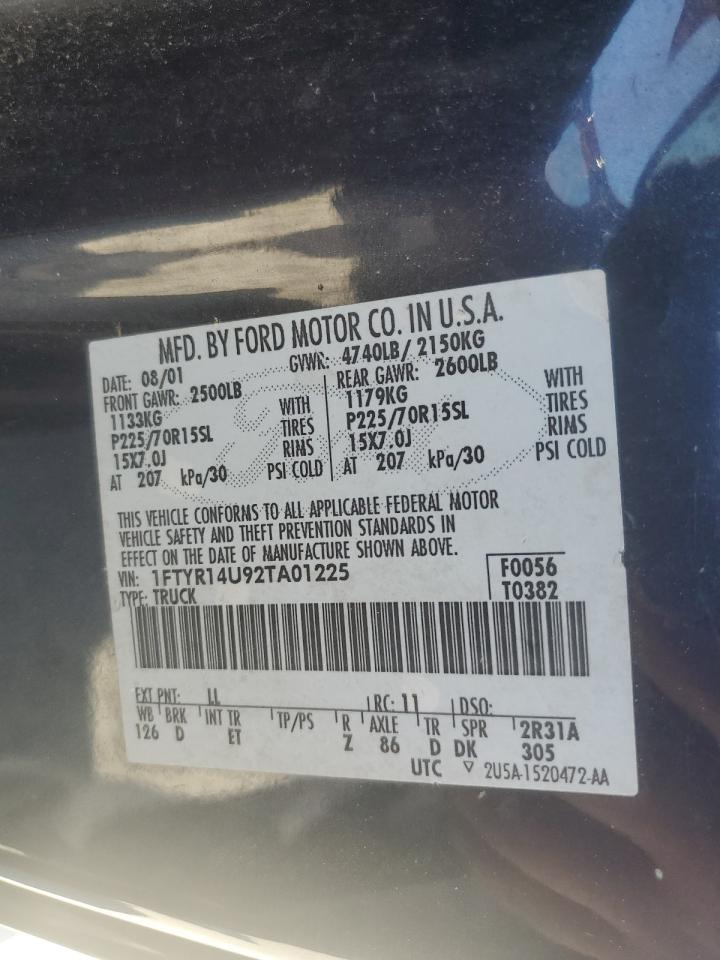 MFD. BY FORD MOTOR CO. IN U.S.A.
DATE: 08/01 GVWR: 4740LB/ 2150KG
FRONT GAWR: 2500LB REAR GAWR: 2600LB
1133KG WITH 1179KG WITH
P225/70R15SL TIRES P225/70R15SL TIRES
15X7.0J RIMS 15X7.0J RIMS
AT 207 kPa/30 PSI COLD AT 207 kPa/30 PSI COLD
THIS VEHICLE CONFORMS TO ALL APPLICABLE FEDERAL MOTOR
VEHICLE SAFETY AND THEFT PREVENTION STANDARDS IN
EFFECT ON THE DATE OF MANUFACTURE SHOWN ABOVE.
VIN: 1FTYR14U92TA01225 F0056
TYPE: TRUCK T0382
EXT PNT: LL RC: 11 DSO:
WB BRK INT TR TP/PS R AXLE TR SPR 2R31A
126 D ET Z 86 D DK 305
UTC ▽ 2U5A-1520472-AA